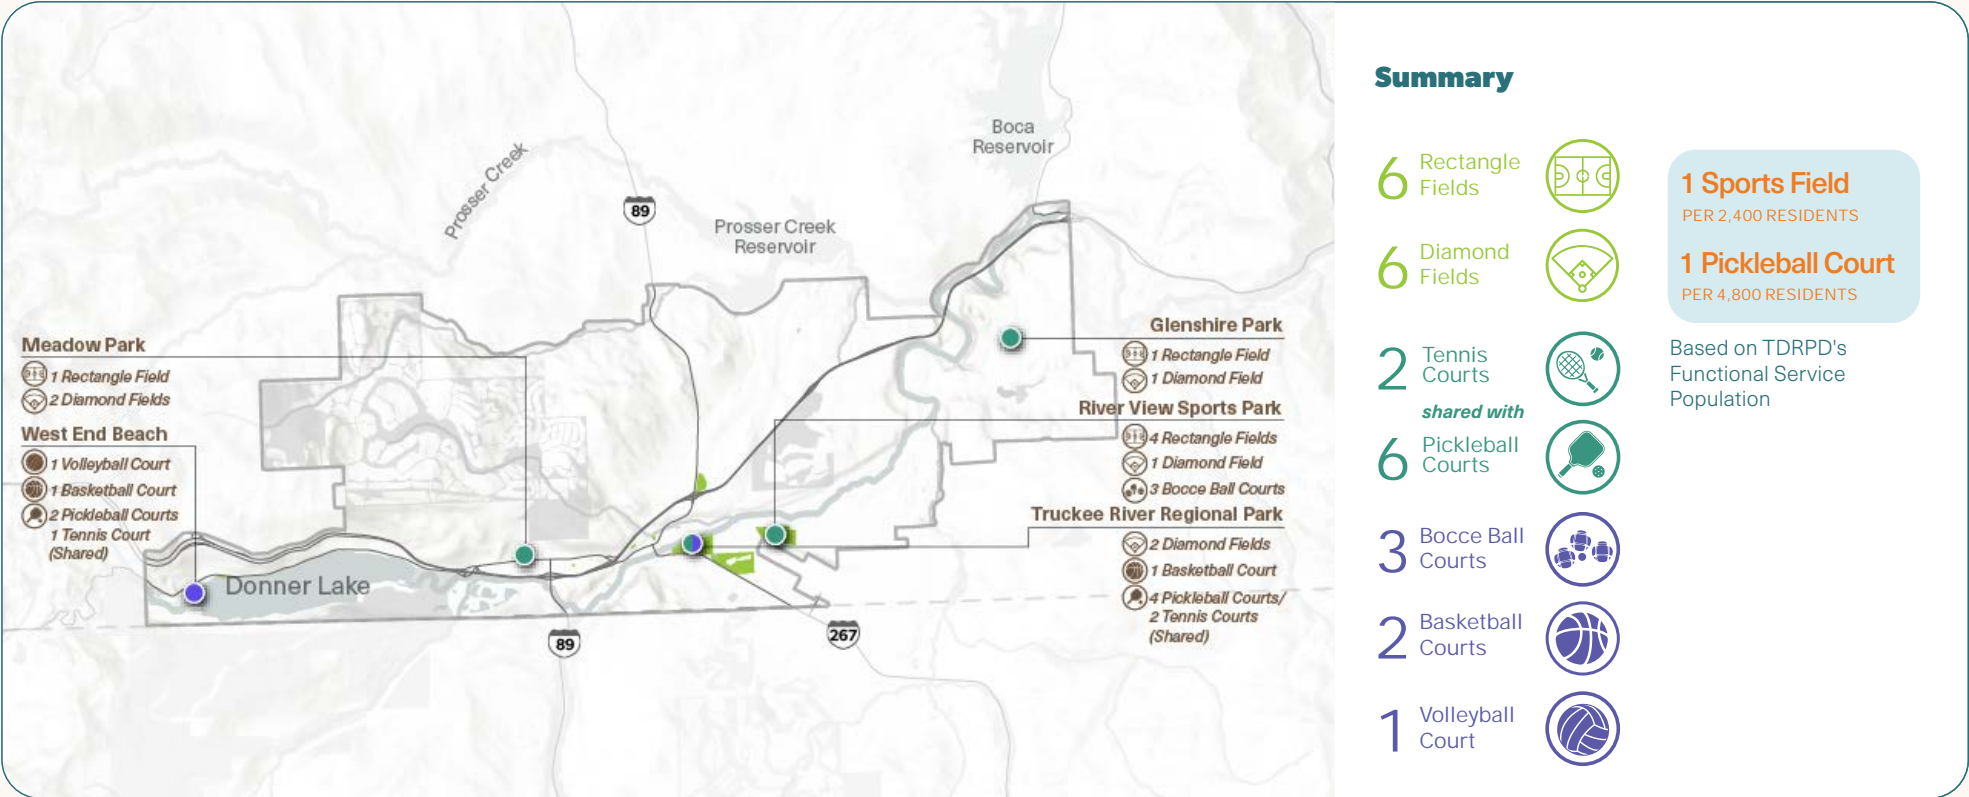 Prosser Creek
89
Prosser Creek
Reservoir
Boca
Reservoir
Meadow Park
1 Rectangle Field
2 Diamond Fields
West End Beach
1 Volleyball Court
1 Basketball Court
2 Pickleball Courts
1 Tennis Court
(Shared)
Donner Lake
89
267
Glenshire Park
1 Rectangle Field
1 Diamond Field
River View Sports Park
4 Rectangle Fields
1 Diamond Field
3 Bocce Ball Courts
Truckee River Regional Park
2 Diamond Fields
1 Basketball Court
4 Pickleball Courts/
2 Tennis Courts
(Shared)
Summary
6 Rectangle
Fields
6 Diamond
Fields
2 Tennis
Courts
shared with
6 Pickleball
Courts
3 Bocce Ball
Courts
2 Basketball
Courts
1 Volleyball
Court
1 Sports Field
PER 2,400 RESIDENTS
1 Pickleball Court
PER 4,800 RESIDENTS
Based on TDRPD's
Functional Service
Population